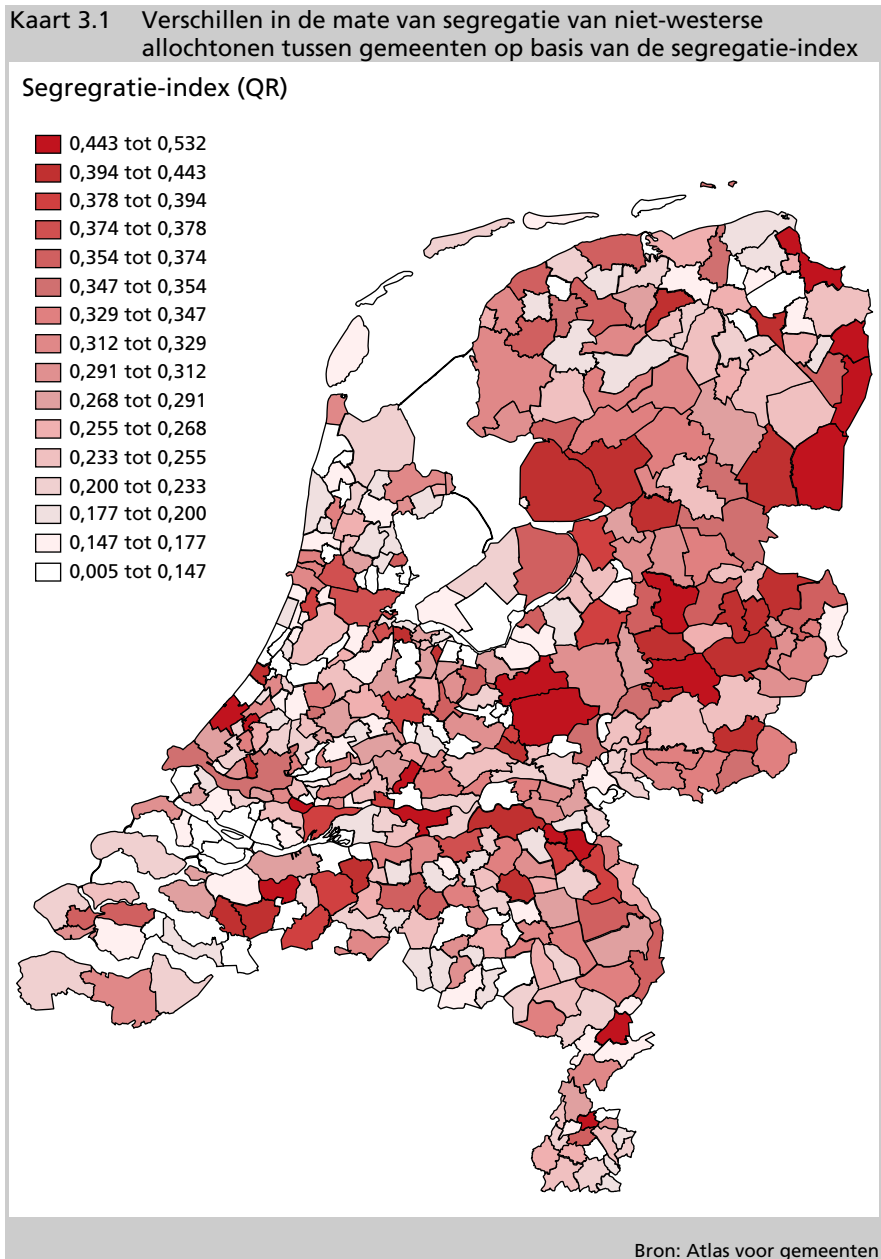 Kaart 3.1 Verschillen in de mate van segregatie van niet-westerse
allochtonen tussen gemeenten op basis van de segregatie-index
Segregratie-index (QR)
0,443 tot 0,532
0,394 tot 0,443
0,378 tot 0,394
0,374 tot 0,378
0,354 tot 0,374
0,347 tot 0,354
0,329 tot 0,347
0,312 tot 0,329
0,291 tot 0,312
0,268 tot 0,291
0,255 tot 0,268
0,233 tot 0,255
0,200 tot 0,233
0,177 tot 0,200
0,147 tot 0,177
0,005 tot 0,147
Bron: Atlas voor gemeenten